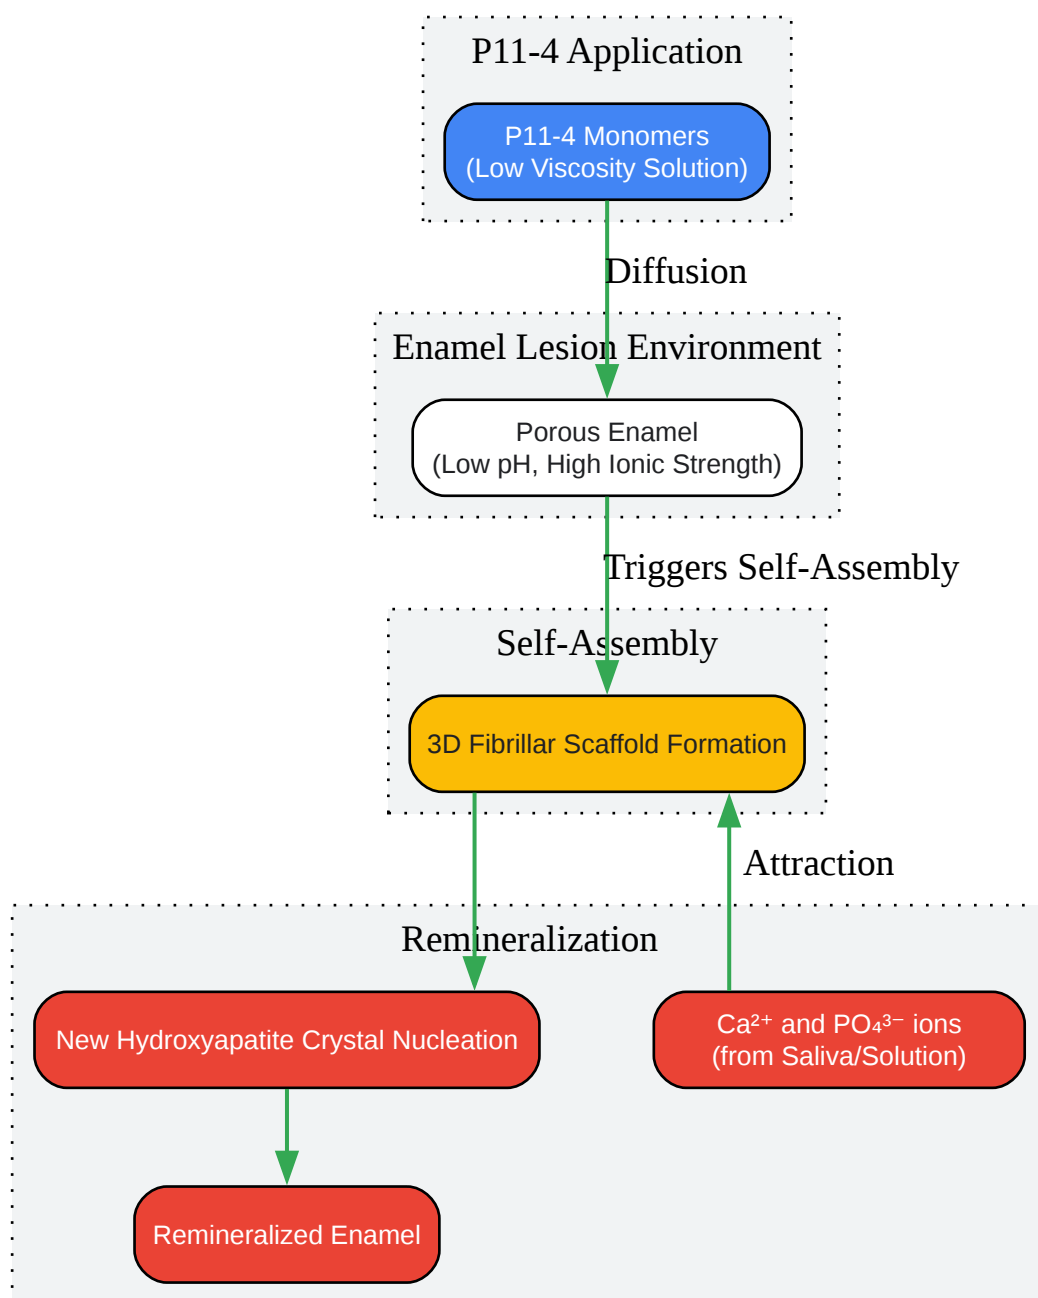 P11-4 Application
P11-4 Monomers
(Low Viscosity Solution)
Diffusion
Enamel Lesion Environment
Porous Enamel
(Low pH, High Ionic Strength)
Triggers Self-Assembly
Self-Assembly
3D Fibrillar Scaffold Formation
Attraction
Remineralization
New Hydroxyapatite Crystal Nucleation
Ca²⁺ and PO₄³⁻ ions
(from Saliva/Solution)
Remineralized Enamel